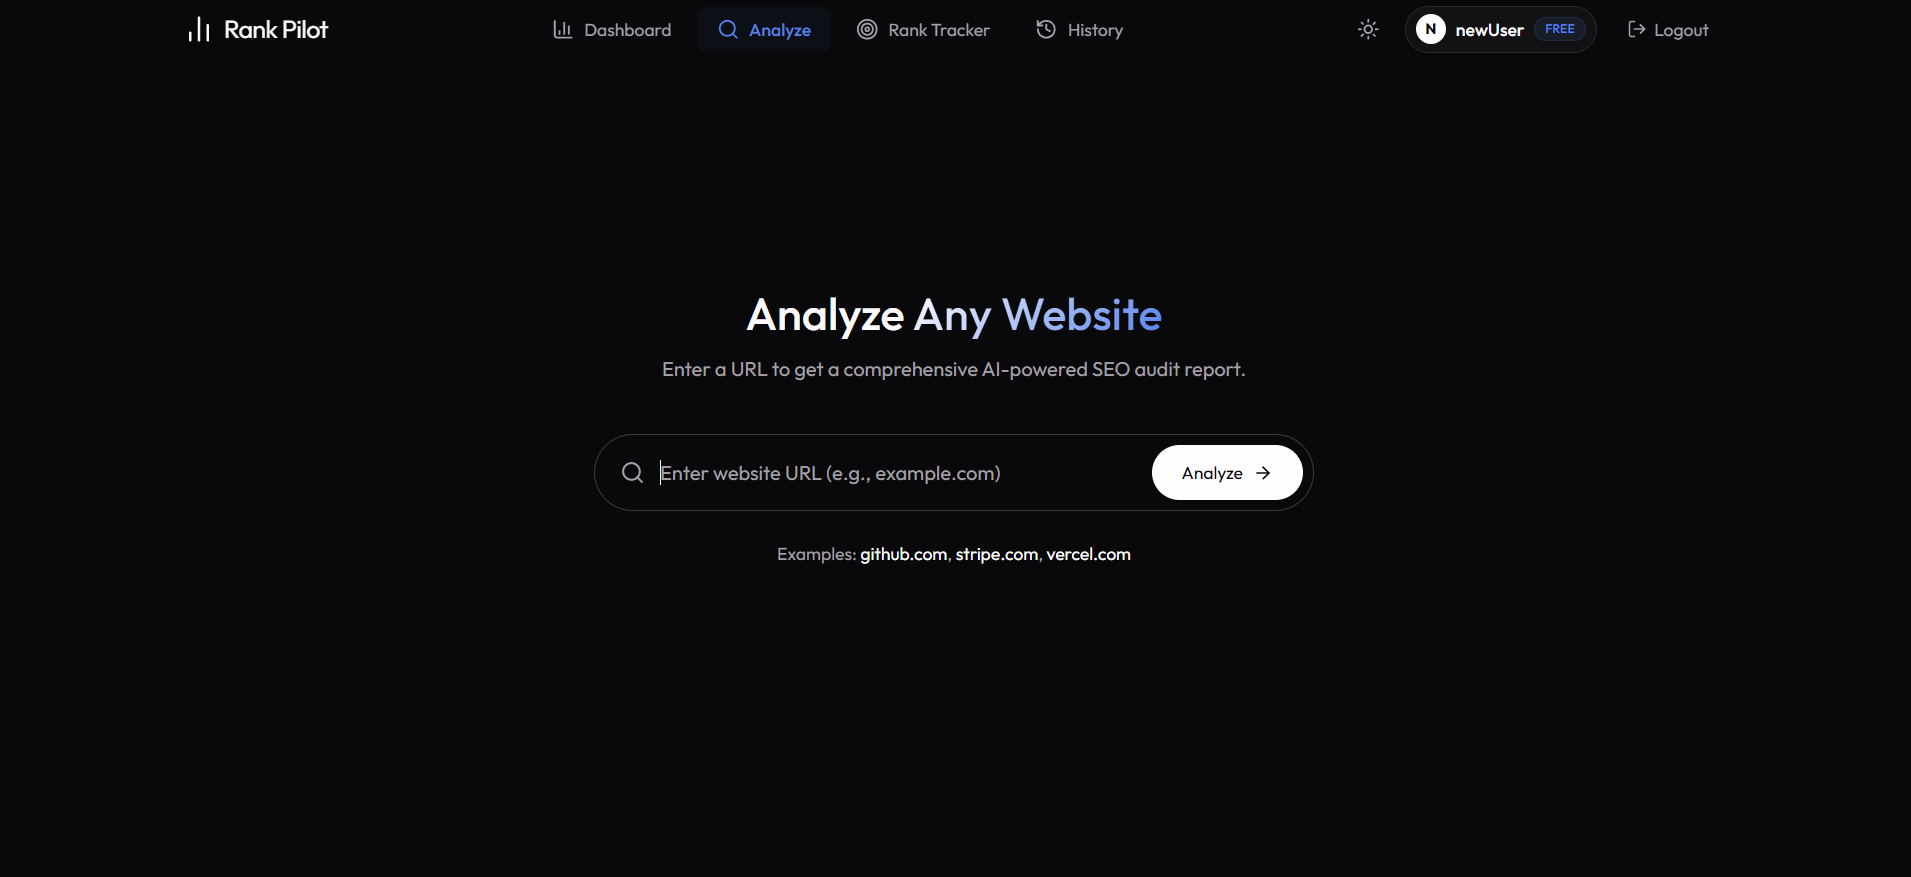 Rank Pilot
Dashboard
Analyze
Rank Tracker
History
N newUser FREE
Logout
Analyze Any Website
Enter a URL to get a comprehensive AI-powered SEO audit report.
Enter website URL (e.g., example.com)
Analyze
Examples: github.com, stripe.com, vercel.com